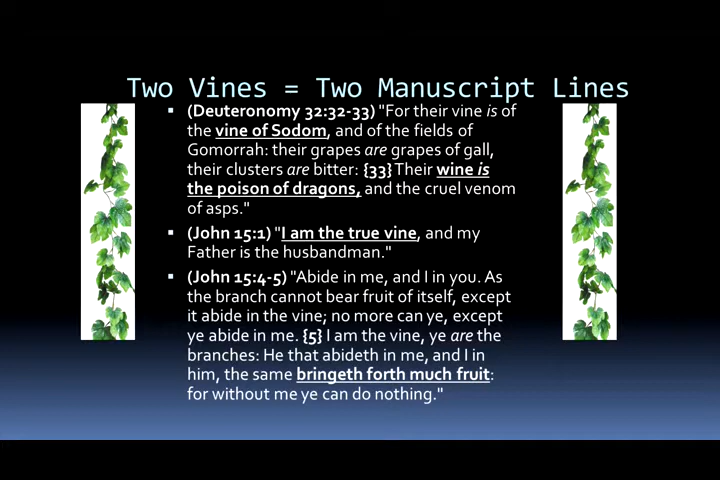 Two Vines = Two Manuscript Lines
▪ (Deuteronomy 32:32-33) "For their vine is of
the vine of Sodom, and of the fields of
Gomorrah: their grapes are grapes of gall,
their clusters are bitter: {33} Their wine is
the poison of dragons, and the cruel venom
of asps."
▪ (John 15:1) "I am the true vine, and my
Father is the husbandman."
▪ (John 15:4-5) "Abide in me, and I in you. As
the branch cannot bear fruit of itself, except
it abide in the vine; no more can ye, except
ye abide in me. {5} I am the vine, ye are the
branches: He that abideth in me, and I in
him, the same bringeth forth much fruit:
for without me ye can do nothing."